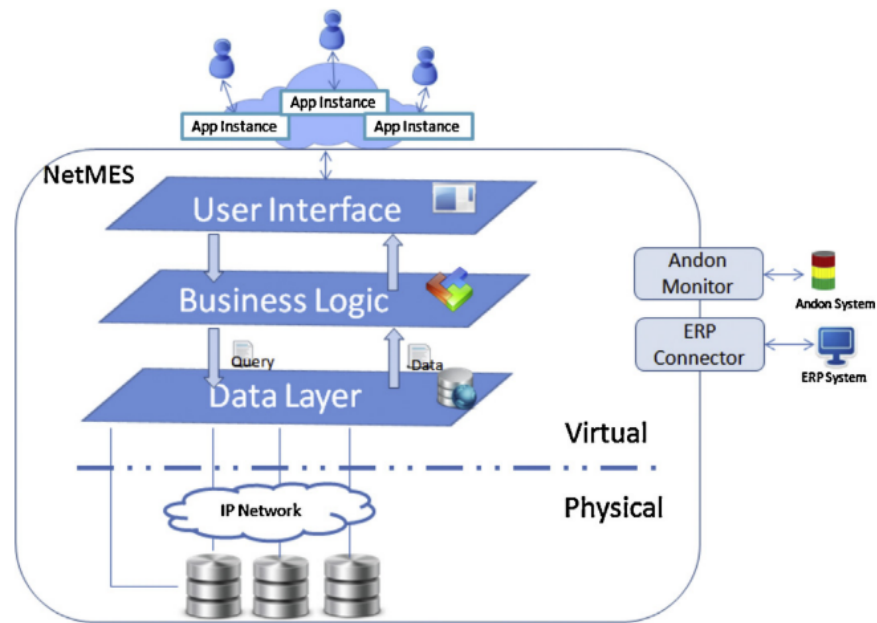 App Instance
App Instance
App Instance
NetMES
User Interface
Business Logic
Query
Data
Data Layer
Andon
Monitor
Andon System
ERP
Connector
ERP System
Virtual
Physical
IP Network